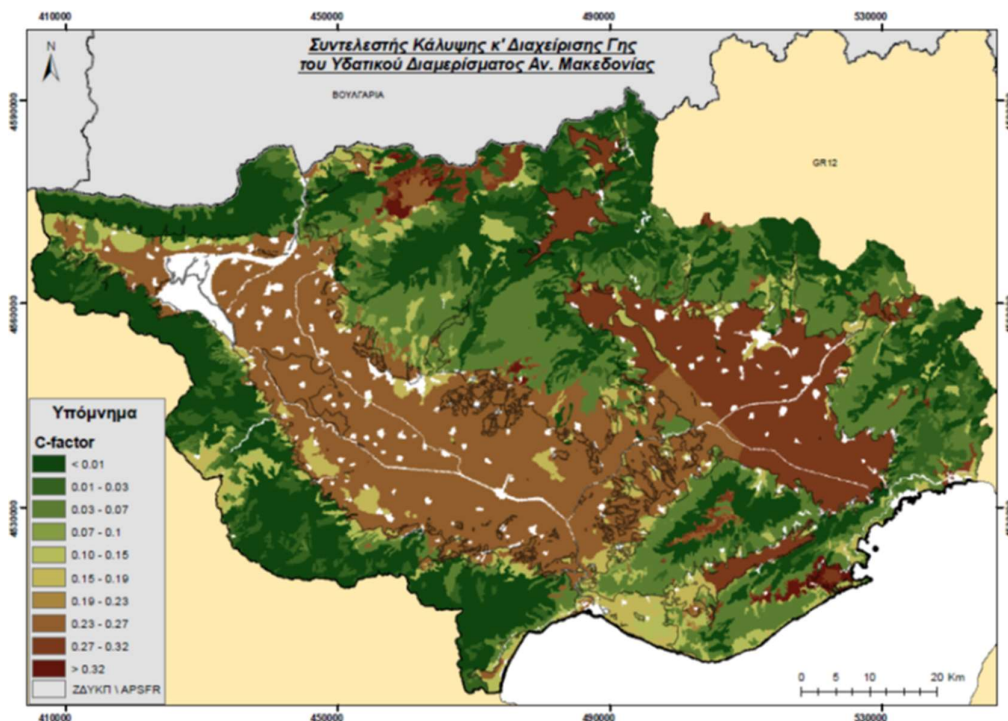 410000 450000 490000 530000
N
Συντελεστής Κάλυψης κ' Διαχείρισης Γης
του Υδατικού Διαμερίσματος Αν. Μακεδονίας
ΒΟΥΛΓΑΡΙΑ
4590000
GR12
4560000
4530000
Υπόμνημα
C-factor
< 0.01
0.01 - 0.03
0.03 - 0.07
0.07 - 0.1
0.10 - 0.15
0.15 - 0.19
0.19 - 0.23
0.23 - 0.27
0.27 - 0.32
> 0.32
ΖΔΥΚΠ \ APSFR
0 5 10 20 Km
410000 450000 490000 530000